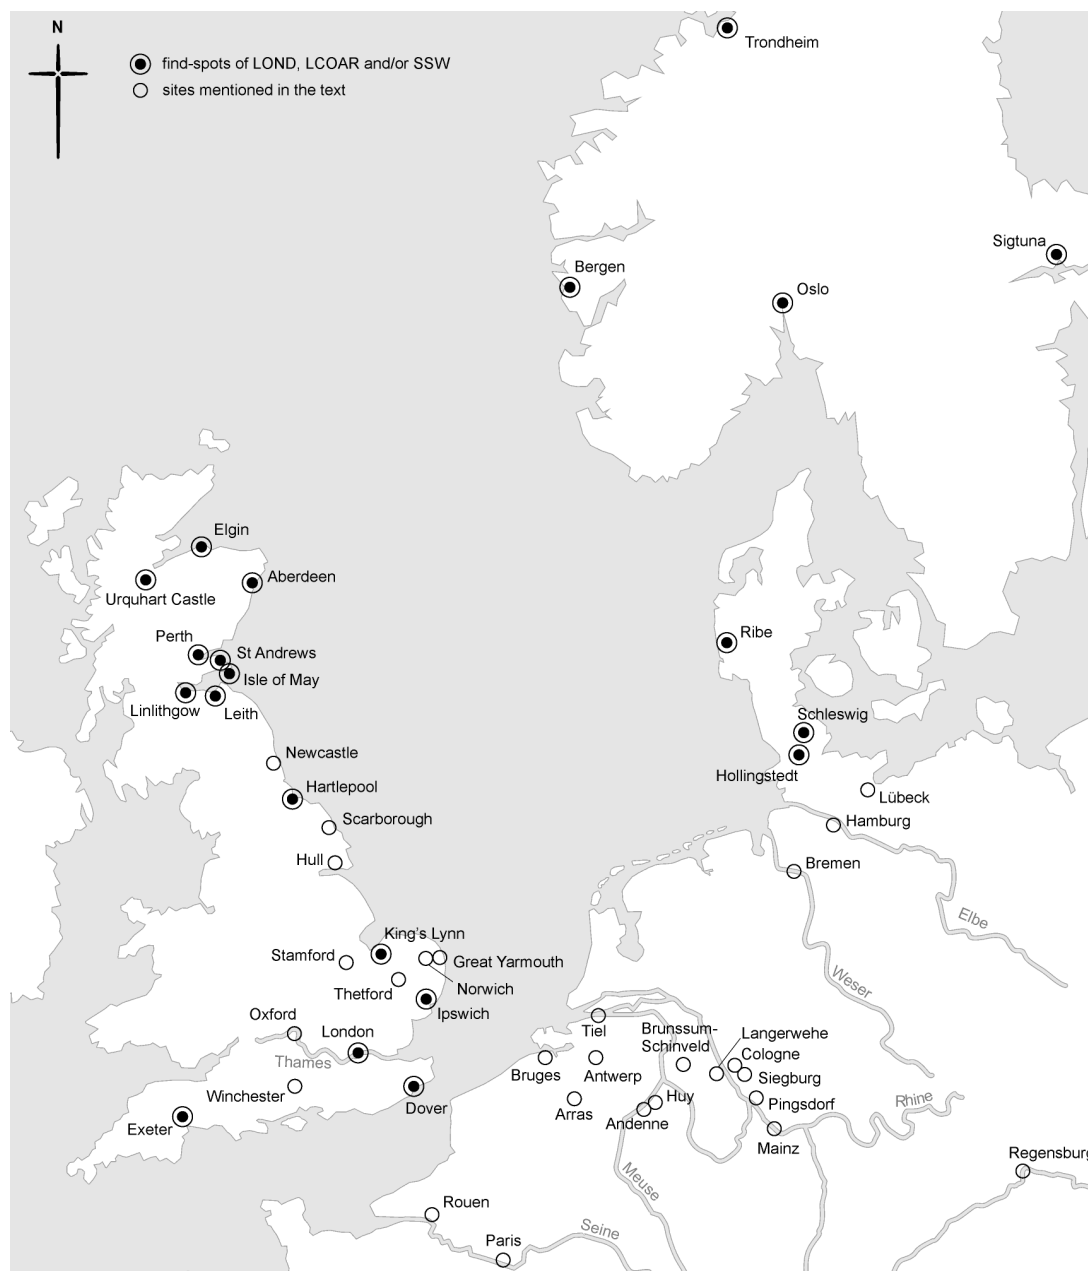 N
find-spots of LOND, LCOAR and/or SSW
sites mentioned in the text
Trondheim
Sigtuna
Bergen
Oslo
Elgin
Aberdeen
Urquhart Castle
Perth
St Andrews
Isle of May
Linlithgow
Leith
Ribe
Schleswig
Hollingstedt
Newcastle
Hartlepool
Lübeck
Scarborough
Hamburg
Hull
Bremen
Elbe
King's Lynn
Stamford
Great Yarmouth
Thetford
Norwich
Weser
Ipswich
Oxford
London
Tiel
Brunssum-
Schinveld
Langerwehe
Cologne
Thames
Bruges
Antwerp
Siegburg
Winchester
Dover
Huy
Pingsdorf
Rhine
Arras
Andenne
Exeter
Mainz
Regensburg
Meuse
Rouen
Seine
Paris